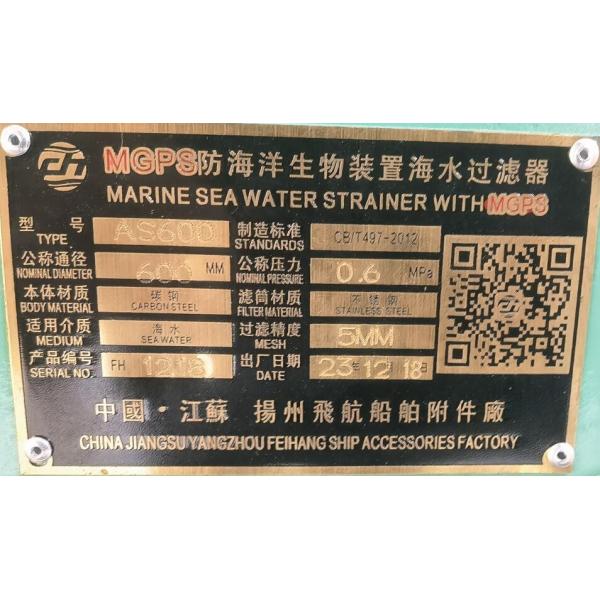 MGPS防海洋生物装置海水过滤器
MARINE SEA WATER STRAINER WITH MGPS
型号 AS600 制造标准 CB/T497-2012
TYPE STANDARDS
公称通径 600 MM 公称压力 0.6 MPa
NOMINAL DIAMETER NOMINAL PRESSURE
本体材质 碳钢 滤筒材质 不锈钢
BODY MATERIAL CARBON STEEL FILTER MATERIAL STAINLESS STEEL
适用介质 海水 过滤精度 5MM
MEDIUM SEA WATER MESH
产品编号 FH 1218 出厂日期 23年12月18日
SERIAL NO. DATE
中國·江蘇 揚州飛航船舶附件廠
CHINA JIANGSU YANGZHOU FEIHANG SHIP ACCESSORIES FACTORY